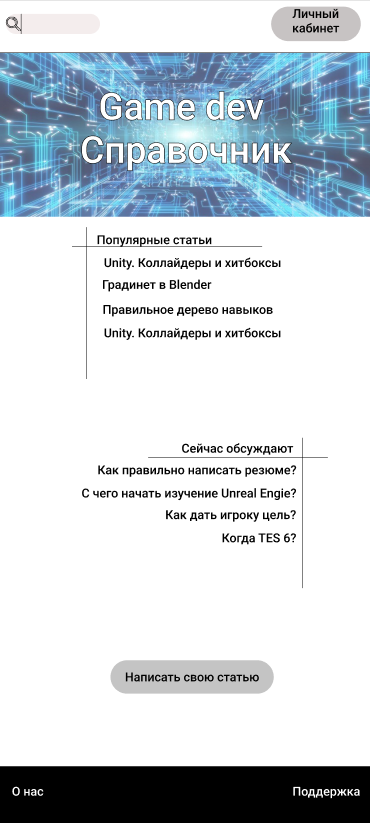 Личный
кабинет
Game dev
Справочник
Популярные статьи
Unity. Коллайдеры и хитбоксы
Градинет в Blender
Правильное дерево навыков
Unity. Коллайдеры и хитбоксы
Сейчас обсуждают
Как правильно написать резюме?
С чего начать изучение Unreal Engie?
Как дать игроку цель?
Когда TES 6?
Написать свою статью
О нас
Поддержка